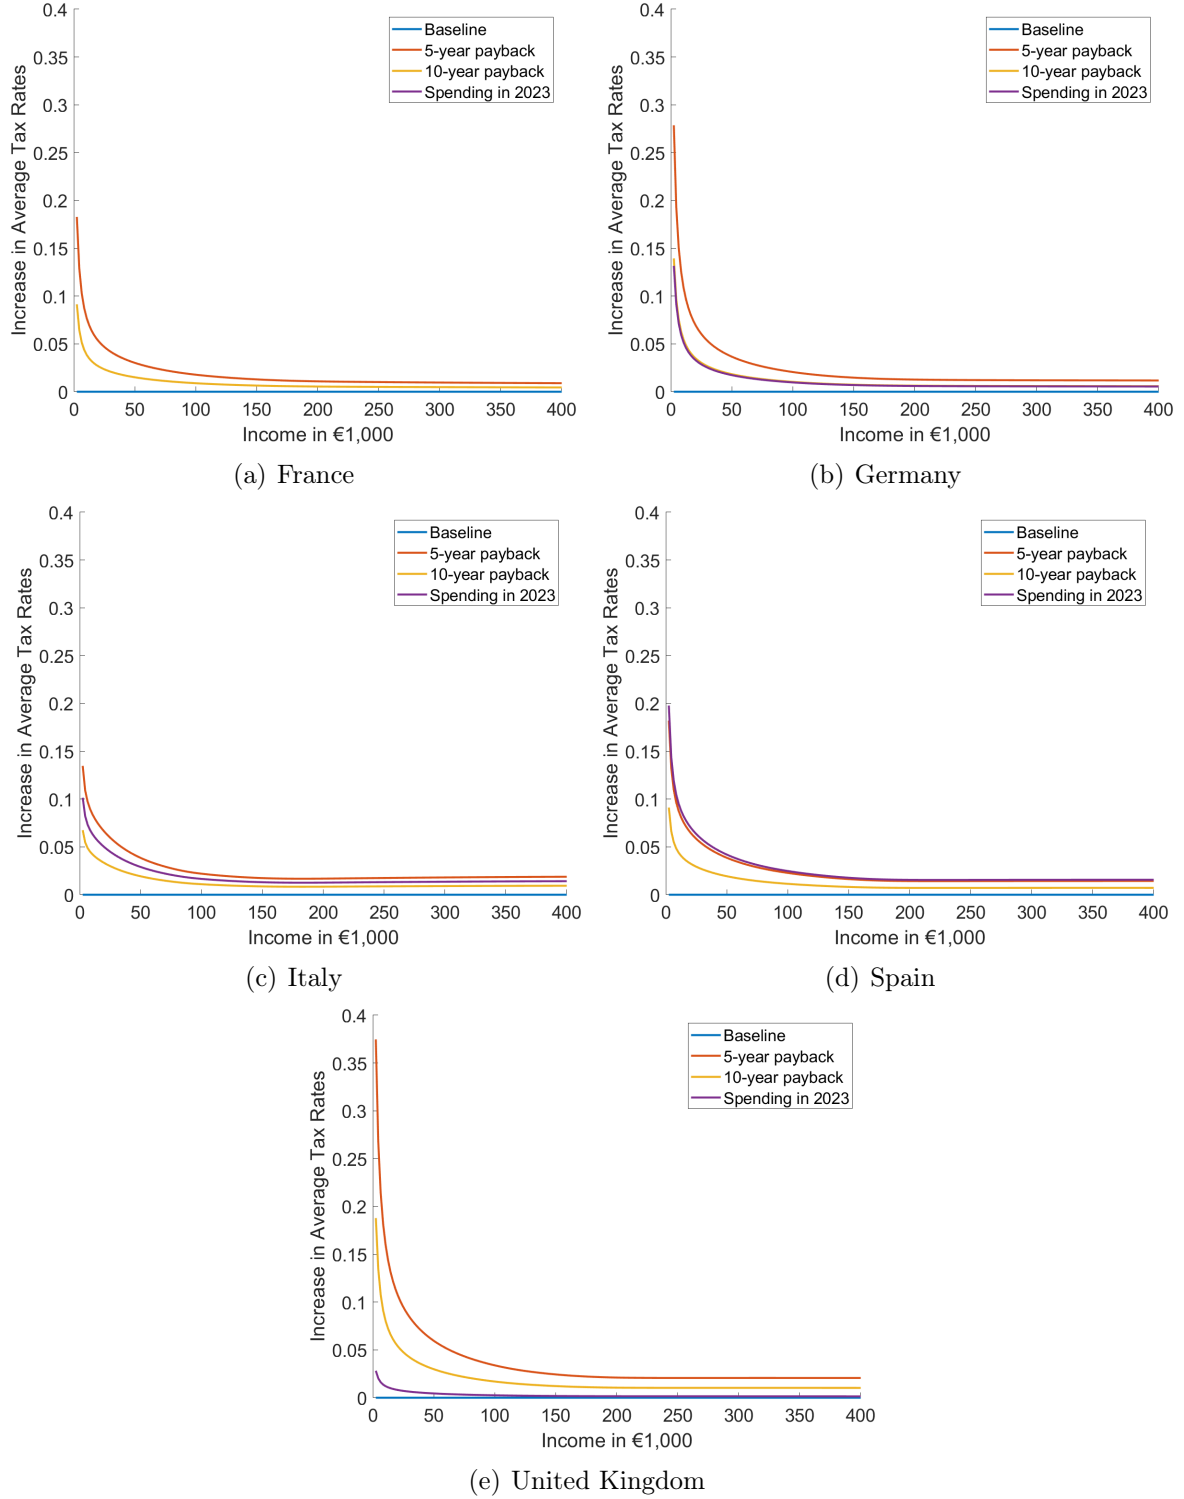 0.4
0.35
0.3
0.25
0.2
0.15
0.1
0.05
0
Increase in Average Tax Rates
Baseline
5-year payback
10-year payback
Spending in 2023
0 50 100 150 200 250 300 350 400
Income in €1,000
(a) France
0.4
0.35
0.3
0.25
0.2
0.15
0.1
0.05
0
Increase in Average Tax Rates
Baseline
5-year payback
10-year payback
Spending in 2023
0 50 100 150 200 250 300 350 400
Income in €1,000
(b) Germany
0.4
0.35
0.3
0.25
0.2
0.15
0.1
0.05
0
Increase in Average Tax Rates
Baseline
5-year payback
10-year payback
Spending in 2023
0 50 100 150 200 250 300 350 400
Income in €1,000
(c) Italy
0.4
0.35
0.3
0.25
0.2
0.15
0.1
0.05
0
Increase in Average Tax Rates
Baseline
5-year payback
10-year payback
Spending in 2023
0 50 100 150 200 250 300 350 400
Income in €1,000
(d) Spain
0.4
0.35
0.3
0.25
0.2
0.15
0.1
0.05
0
Increase in Average Tax Rates
Baseline
5-year payback
10-year payback
Spending in 2023
0 50 100 150 200 250 300 350 400
Income in €1,000
(e) United Kingdom